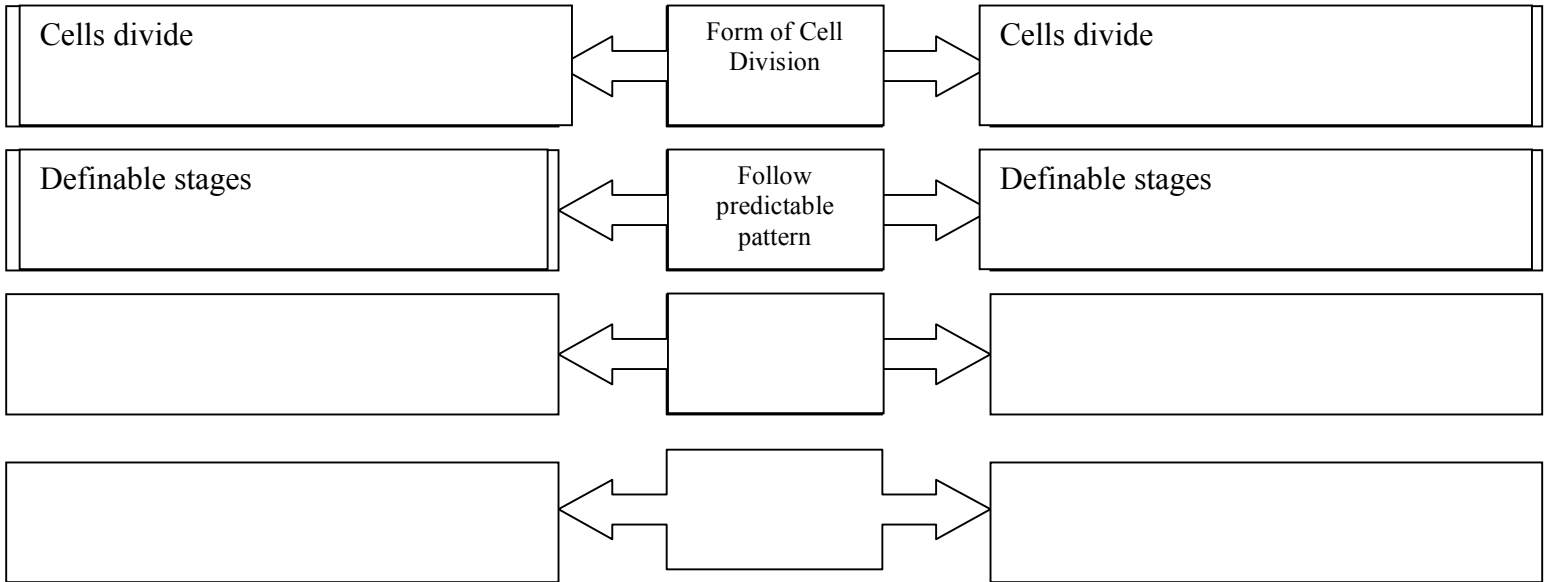 Cells divide
Form of Cell
Division
Cells divide
Definable stages
Follow
predictable
pattern
Definable stages